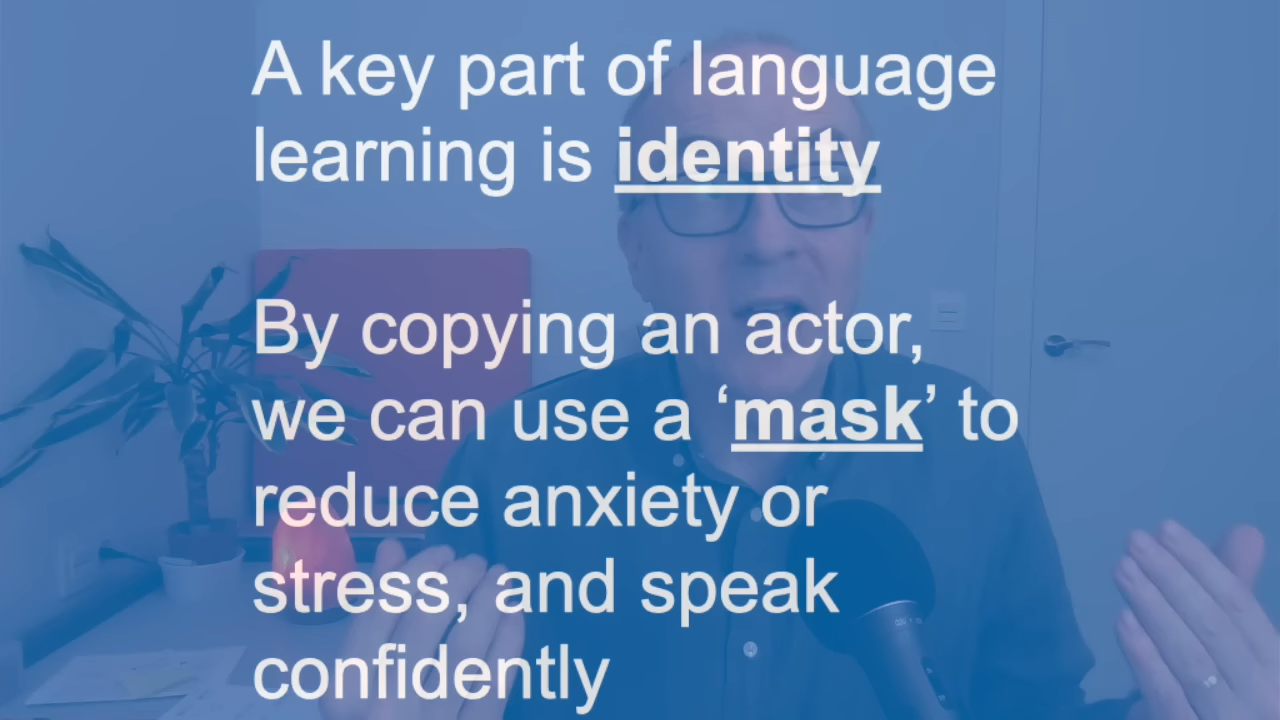 A key part of language
learning is identity
By copying an actor,
we can use a ‘mask’ to
reduce anxiety or
stress, and speak
confidently